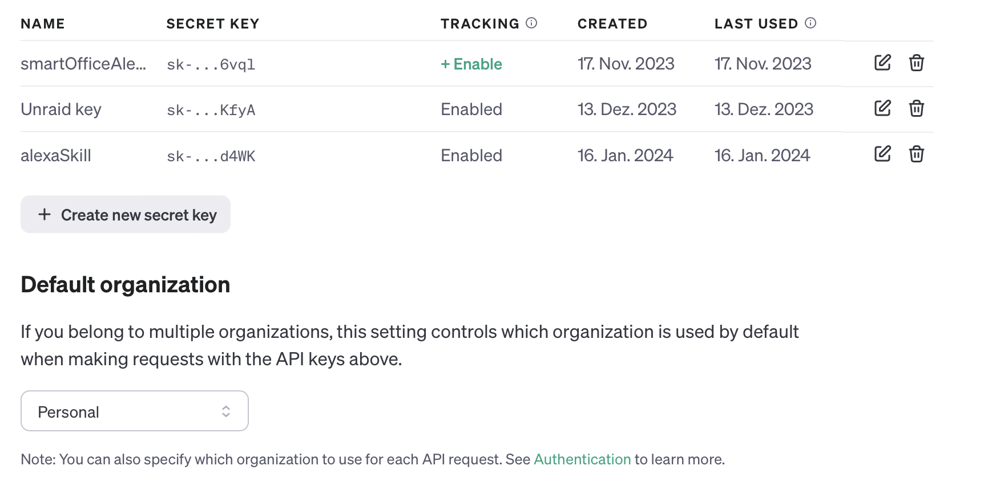 NAME SECRET KEY TRACKING CREATED LAST USED
smartOfficeAle... sk-...6vql + Enable 17. Nov. 2023 17. Nov. 2023
Unraid key sk-...KfyA Enabled 13. Dez. 2023 13. Dez. 2023
alexaSkill sk-...d4WK Enabled 16. Jan. 2024 16. Jan. 2024
+ Create new secret key
Default organization
If you belong to multiple organizations, this setting controls which organization is used by default
when making requests with the API keys above.
Personal
Note: You can also specify which organization to use for each API request. See Authentication to learn more.